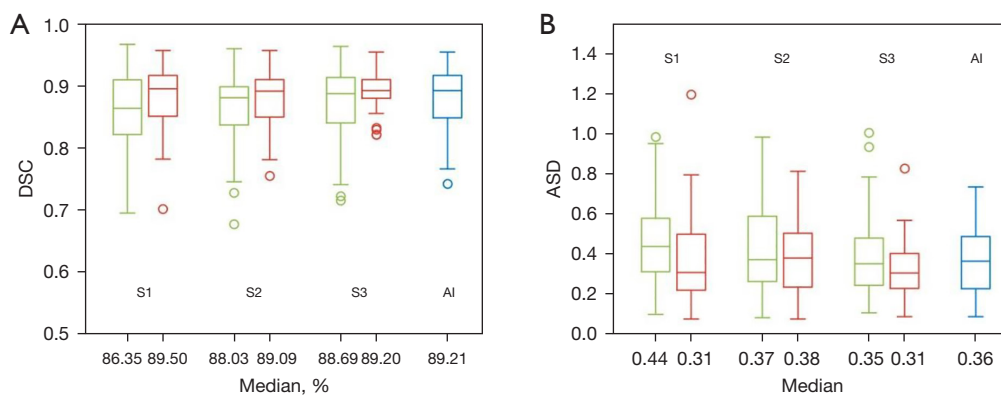 A
1.0
0.9
0.8
0.7
0.6
0.5
DSC
S1 S2 S3 AI
86.35 89.50 88.03 89.09 88.69 89.20 89.21
Median, %
B
1.4
1.2
1.0
0.8
0.6
0.4
0.2
0.0
ASD
S1 S2 S3 AI
0.44 0.31 0.37 0.38 0.35 0.31 0.36
Median